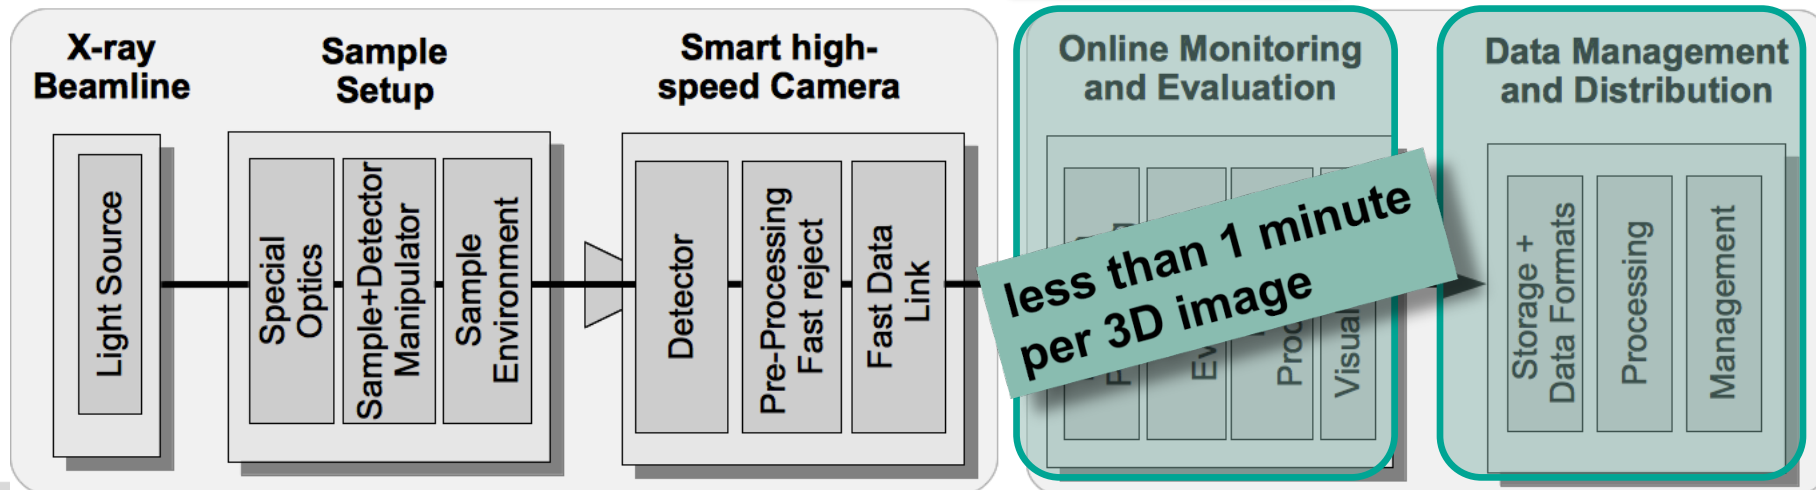 X-ray
Beamline
Light Source
Sample
Setup
Special
Optics
Sample+Detector
Manipulator
Sample
Environment
Smart high-
speed Camera
Detector
Pre-Processing
Fast reject
Fast Data
Link
Online Monitoring
and Evaluation
less than 1 minute
per 3D image
Data Management
and Distribution
Storage +
Data Formats
Processing
Management